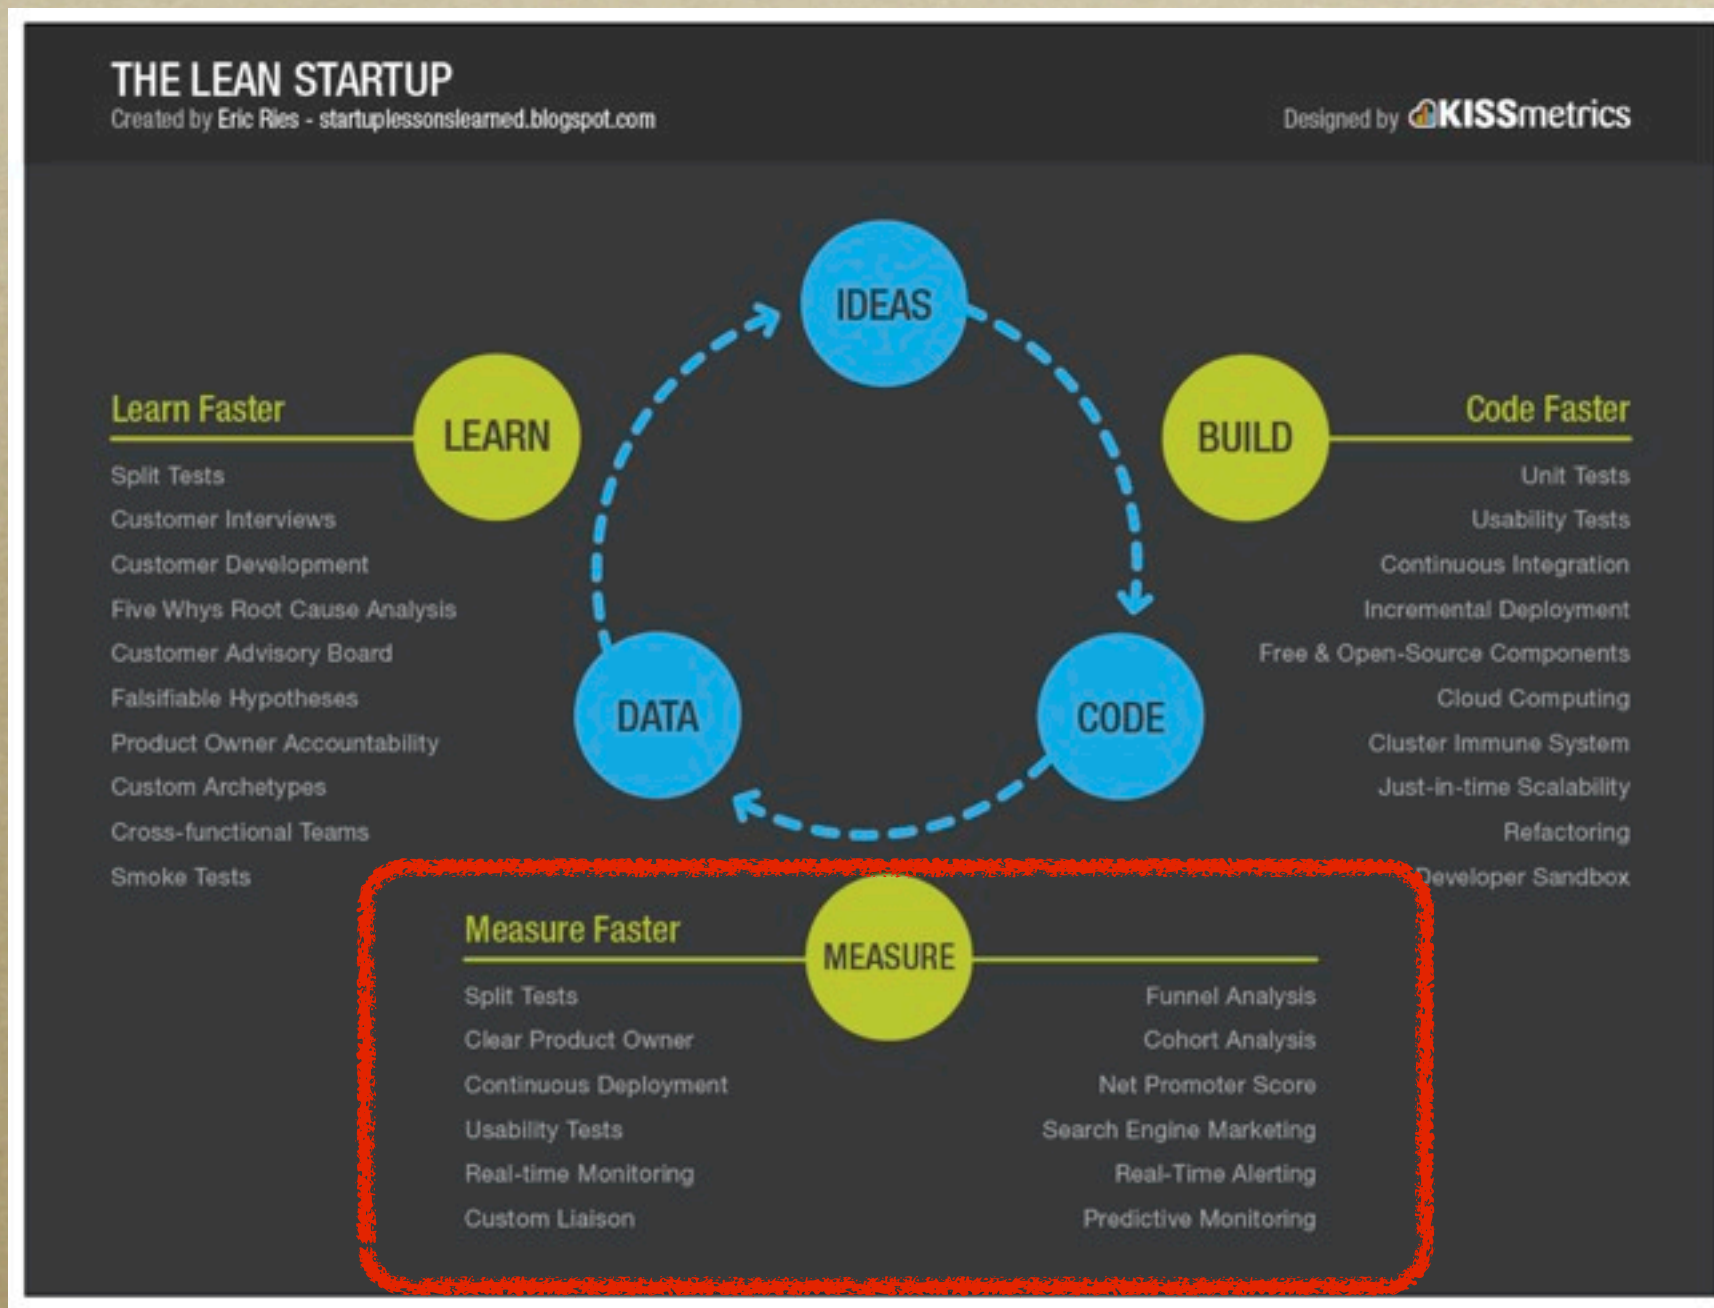 THE LEAN STARTUP
Created by Eric Ries - startuplessonslearned.blogspot.com
Designed by KISSmetrics
IDEAS
LEARN
BUILD
DATA
CODE
Learn Faster
Split Tests
Customer Interviews
Customer Development
Five Whys Root Cause Analysis
Customer Advisory Board
Falsifiable Hypotheses
Product Owner Accountability
Custom Archetypes
Cross-functional Teams
Smoke Tests
Code Faster
Unit Tests
Usability Tests
Continuous Integration
Incremental Deployment
Free & Open-Source Components
Cloud Computing
Cluster Immune System
Just-in-time Scalability
Refactoring
Developer Sandbox
Measure Faster
MEASURE
Split Tests
Clear Product Owner
Continuous Deployment
Usability Tests
Real-time Monitoring
Custom Liaison
Funnel Analysis
Cohort Analysis
Net Promoter Score
Search Engine Marketing
Real-Time Alerting
Predictive Monitoring